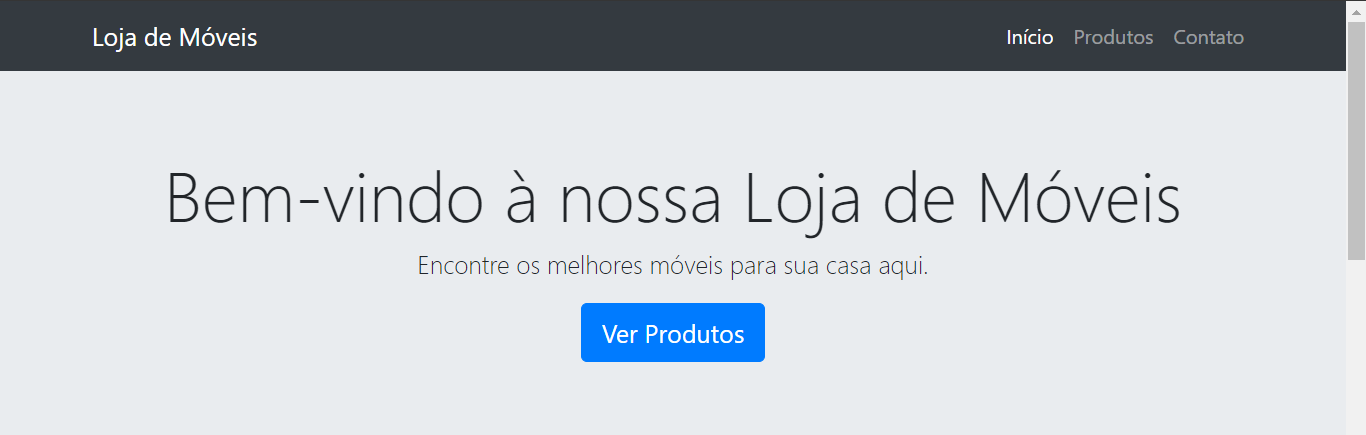 Loja de Móveis
Início Produtos Contato
Bem-vindo à nossa Loja de Móveis
Encontre os melhores móveis para sua casa aqui.
Ver Produtos